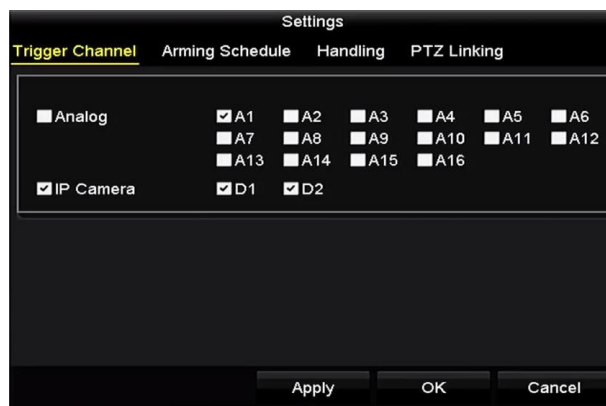 Settings
Trigger Channel Arming Schedule Handling PTZ Linking
Analog A1 A2 A3 A4 A5 A6
A7 A8 A9 A10 A11 A12
A13 A14 A15 A16
IP Camera D1 D2
Apply OK Cancel